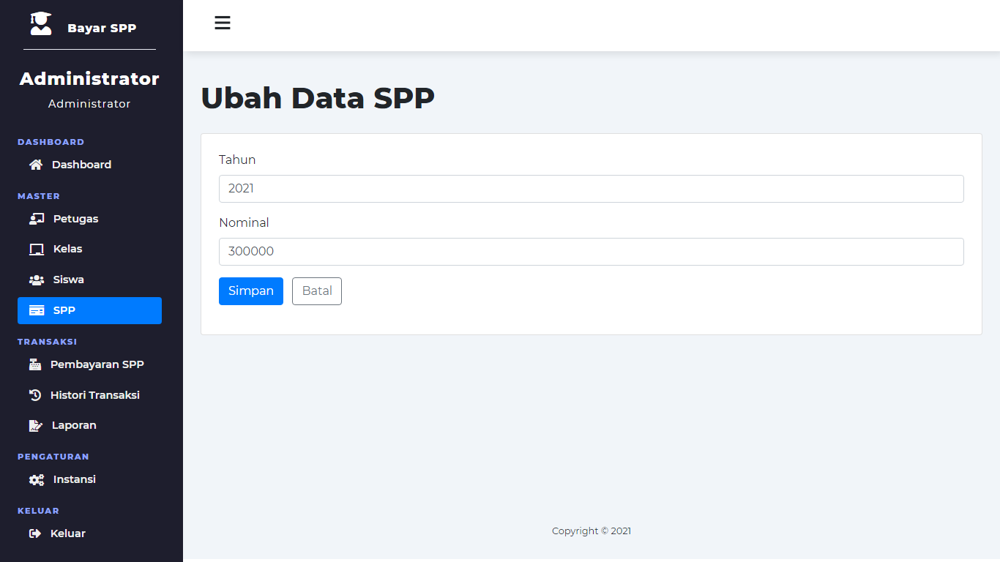 Bayar SPP
Administrator
Administrator
DASHBOARD
Dashboard
MASTER
Petugas
Kelas
Siswa
SPP
TRANSAKSI
Pembayaran SPP
Histori Transaksi
Laporan
PENGATURAN
Instansi
KELUAR
Keluar
Ubah Data SPP
Tahun
2021
Nominal
300000
Simpan Batal
Copyright © 2021